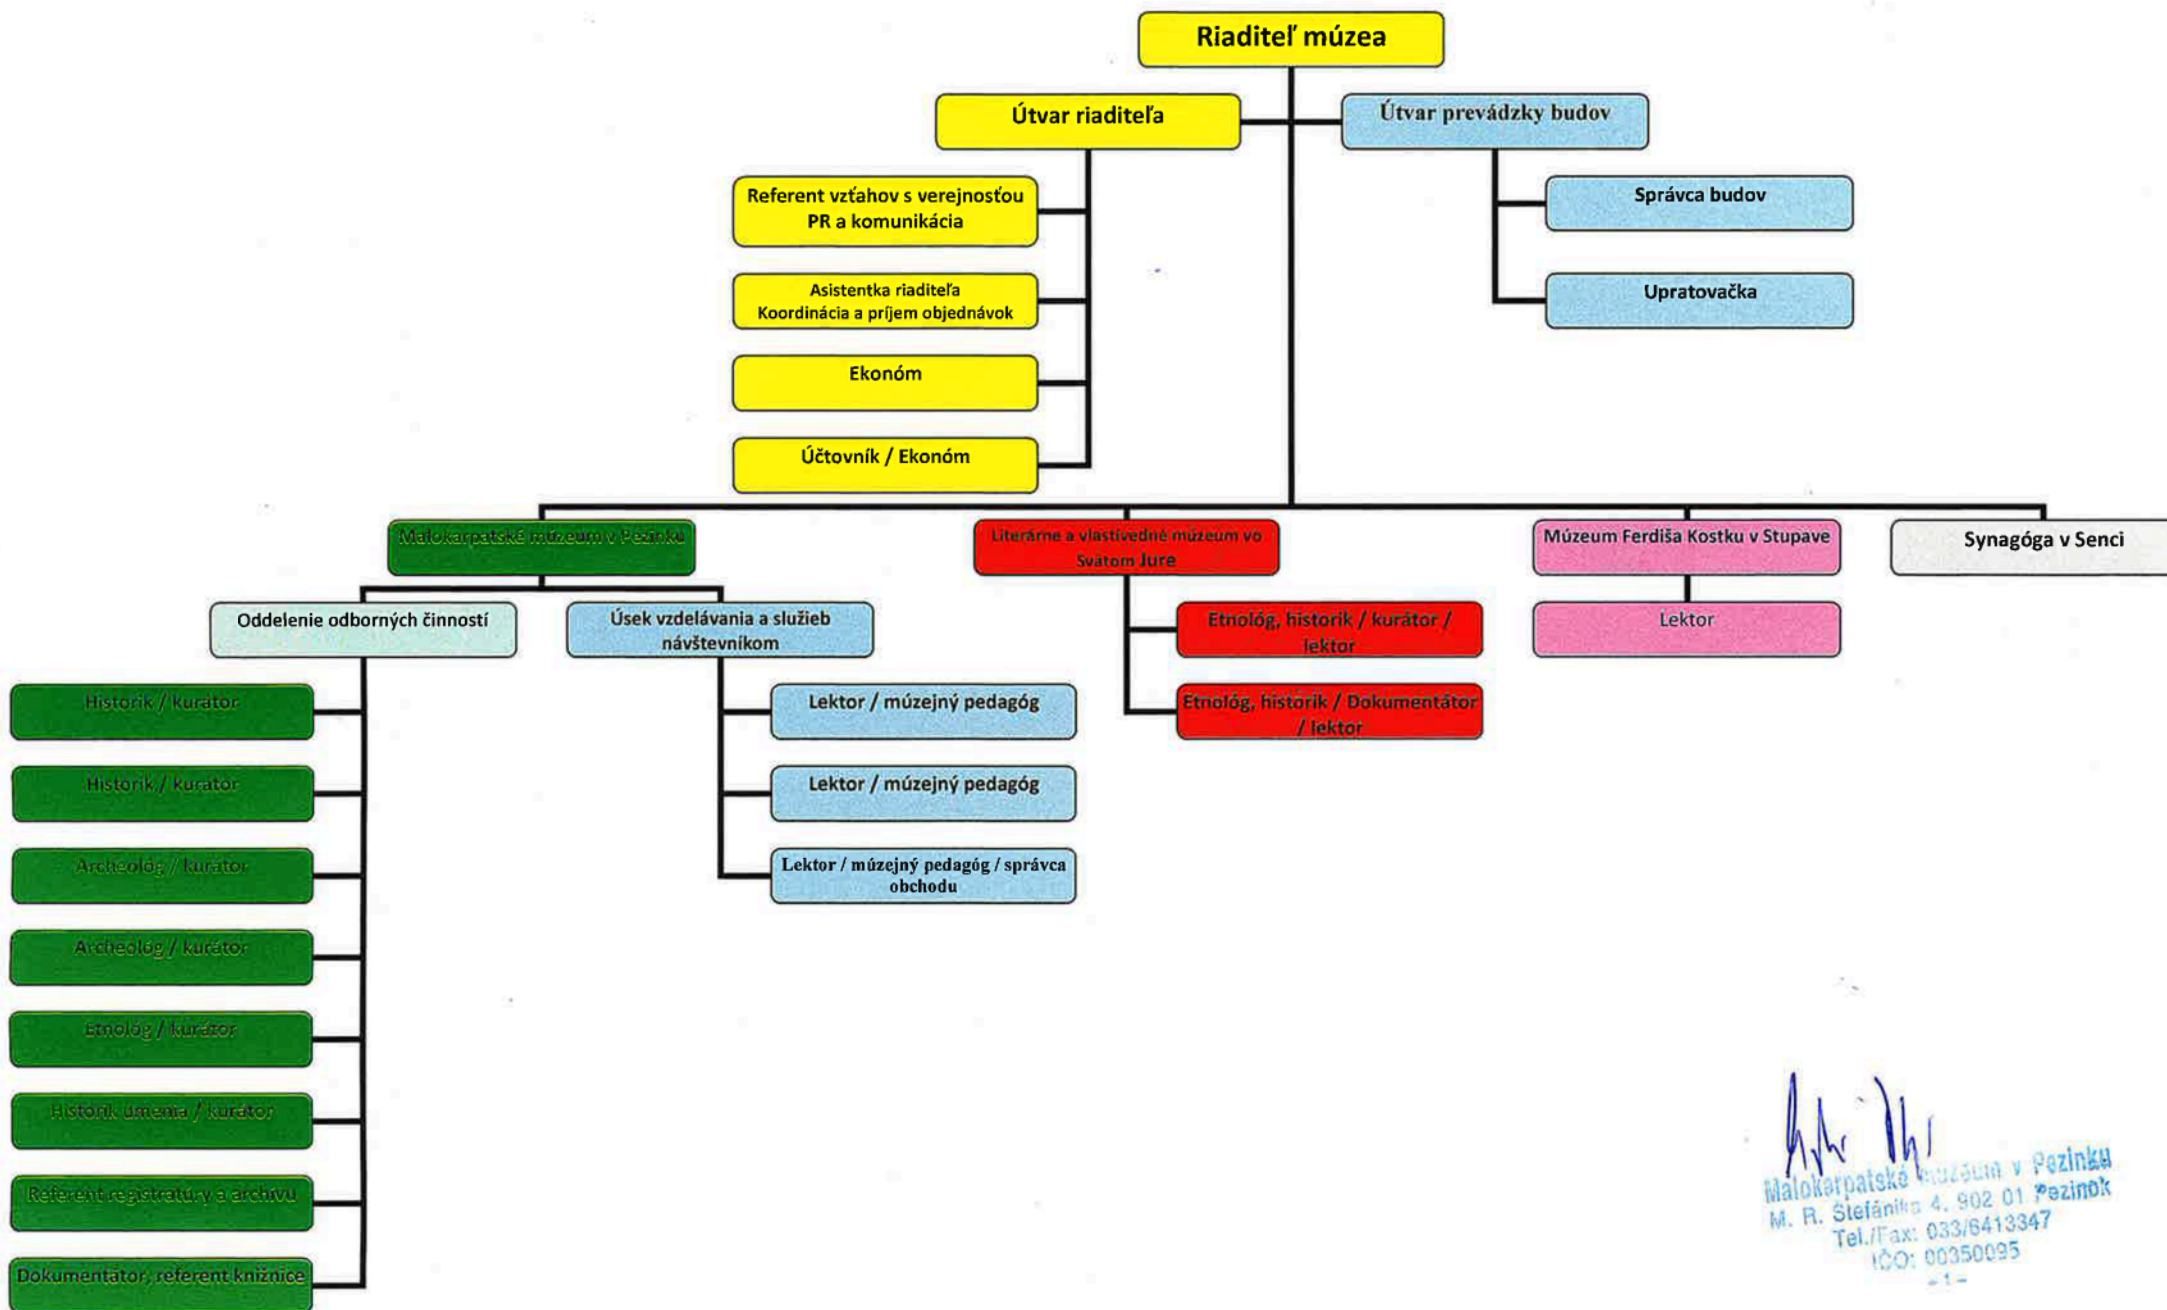 Riaditeľ múzea
Útvar riaditeľa
Útvar prevádzky budov
Referent vzťahov s verejnosťou
PR a komunikácia
Správca budov
Asistentka riaditeľa
Koordinácia a príjem objednávok
Upratovačka
Ekonóm
Účtovník / Ekonóm
Malokarpatské múzeum v Pezinku
Literárne a vlastivedné múzeum vo
Svätom Jure
Múzeum Ferdiša Kostku v Stupave
Synagóga v Senci
Oddelenie odborných činností
Úsek vzdelávania a služieb
návštevníkom
Etnológ, historik / kurátor /
lektor
Lektor
Etnológ, historik / Dokumentátor
/ lektor
Historik / kurátor
Historik / kurátor
Archeológ / kurátor
Archeológ / kurátor
Etnológ / kurátor
Historik umenia / kurátor
Referent registratúry a archívu
Dokumentátor, referent knižnice
Lektor / múzejný pedagóg
Lektor / múzejný pedagóg
Lektor / múzejný pedagóg / správca
obchodu
Malokarpatské múzeum v Pezinku
M. R. Štefánika 4, 902 01 Pezinok
Tel./Fax: 033/6413347
IČO: 00350095
- 1 -